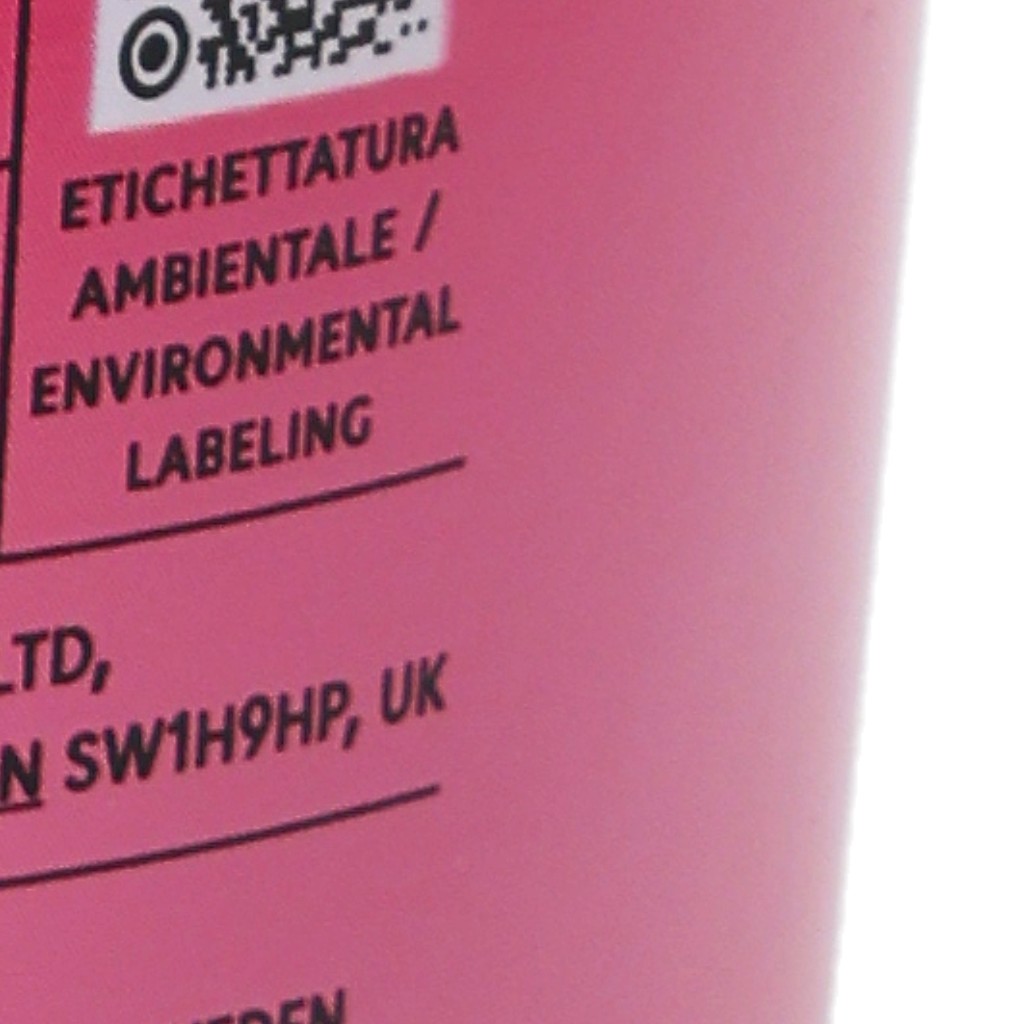 ETICHETTATURA
AMBIENTALE /
ENVIRONMENTAL
LABELING
LTD,
SW1H9HP, UK